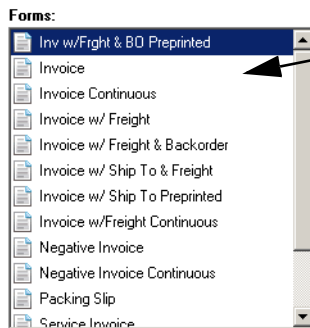 Forms:
Inv w/Frght & BO Preprinted
Invoice
Invoice Continuous
Invoice w/ Freight
Invoice w/ Freight & Backorder
Invoice w/ Ship To & Freight
Invoice w/ Ship To Preprinted
Invoice w/Freight Continuous
Negative Invoice
Negative Invoice Continuous
Packing Slip
Service Invoice